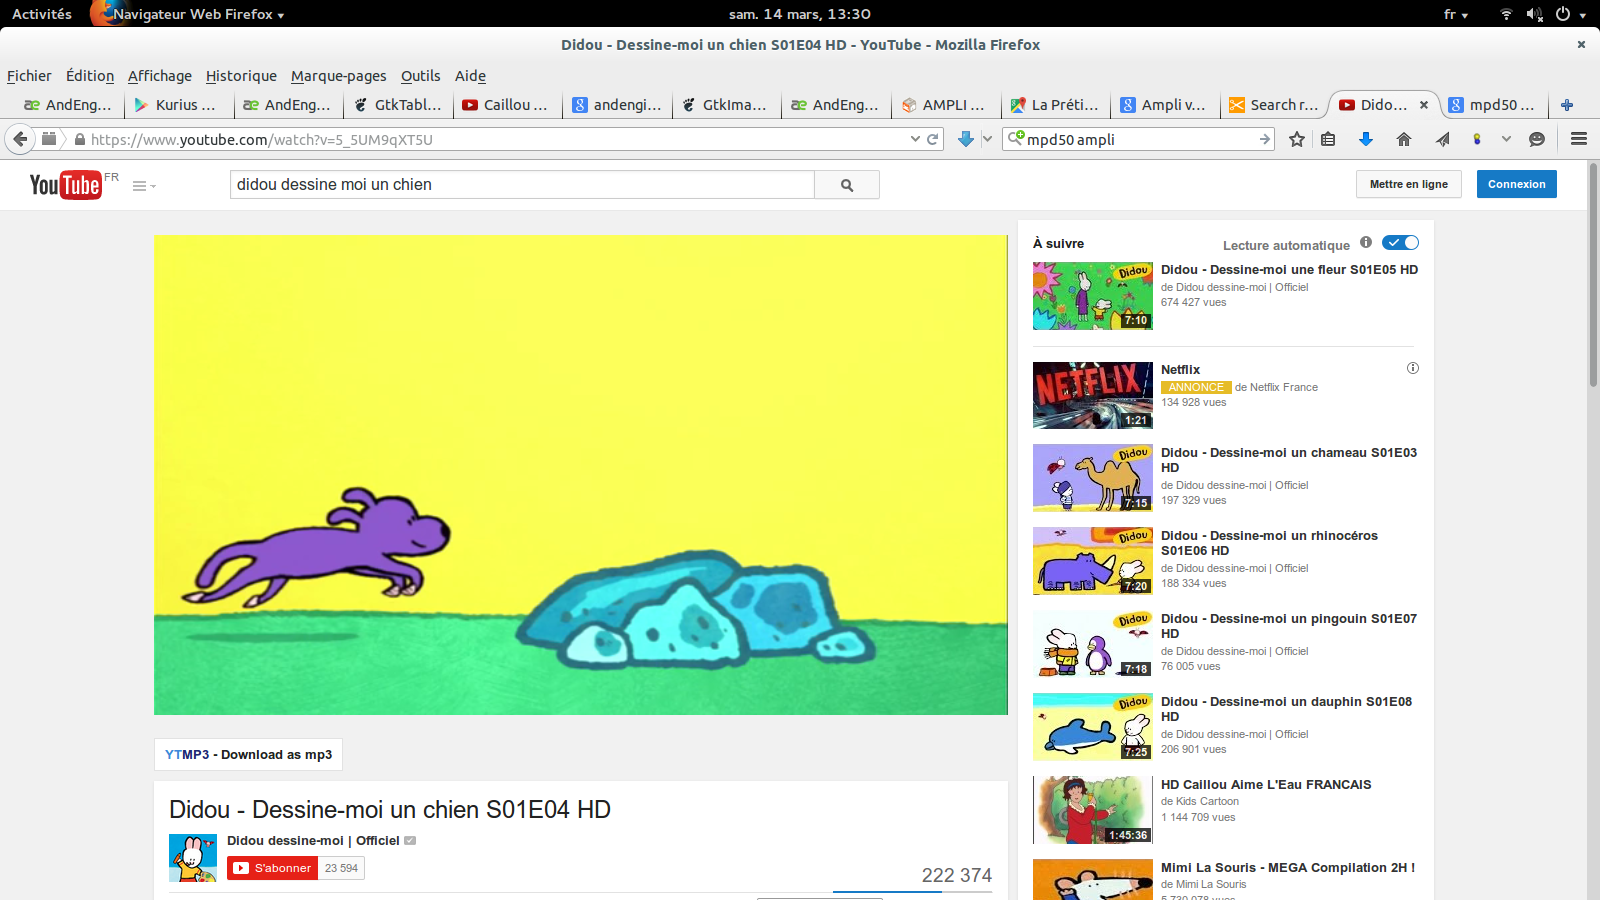 Activités
Navigateur Web Firefox
sam. 14 mars, 13:30
fr
Didou - Dessine-moi un chien S01E04 HD - YouTube - Mozilla Firefox
Fichier Édition Affichage Historique Marque-pages Outils Aide
AndEng…
Kurius …
AndEng…
GtkTabl…
Caillou …
andengi…
GtkIma…
AndEng…
AMPLI …
La Préti…
Ampli v…
Search r…
Dido…
mpd50 …
https://www.youtube.com/watch?v=5_5UM9qXT5U
mpd50 ampli
YouTube FR
didou dessine moi un chien
Mettre en ligne
Connexion
À suivre
Lecture automatique
Didou
7:10
Didou - Dessine-moi une fleur S01E05 HD
de Didou dessine-moi | Officiel
674 427 vues
NETFLIX
1:21
Netflix
ANNONCE de Netflix France
134 928 vues
Didou
7:15
Didou - Dessine-moi un chameau S01E03
HD
de Didou dessine-moi | Officiel
197 329 vues
Didou
7:20
Didou - Dessine-moi un rhinocéros
S01E06 HD
de Didou dessine-moi | Officiel
188 334 vues
Didou
7:18
Didou - Dessine-moi un pingouin S01E07
HD
de Didou dessine-moi | Officiel
76 005 vues
Didou
7:25
Didou - Dessine-moi un dauphin S01E08
HD
de Didou dessine-moi | Officiel
206 901 vues
1:45:36
HD Caillou Aime L'Eau FRANCAIS
de Kids Cartoon
1 144 709 vues
Mimi La Souris - MEGA Compilation 2H !
de Mimi La Souris
5 730 078 vues
YTMP3 - Download as mp3
Didou - Dessine-moi un chien S01E04 HD
Didou dessine-moi | Officiel
S'abonner
23 594
222 374